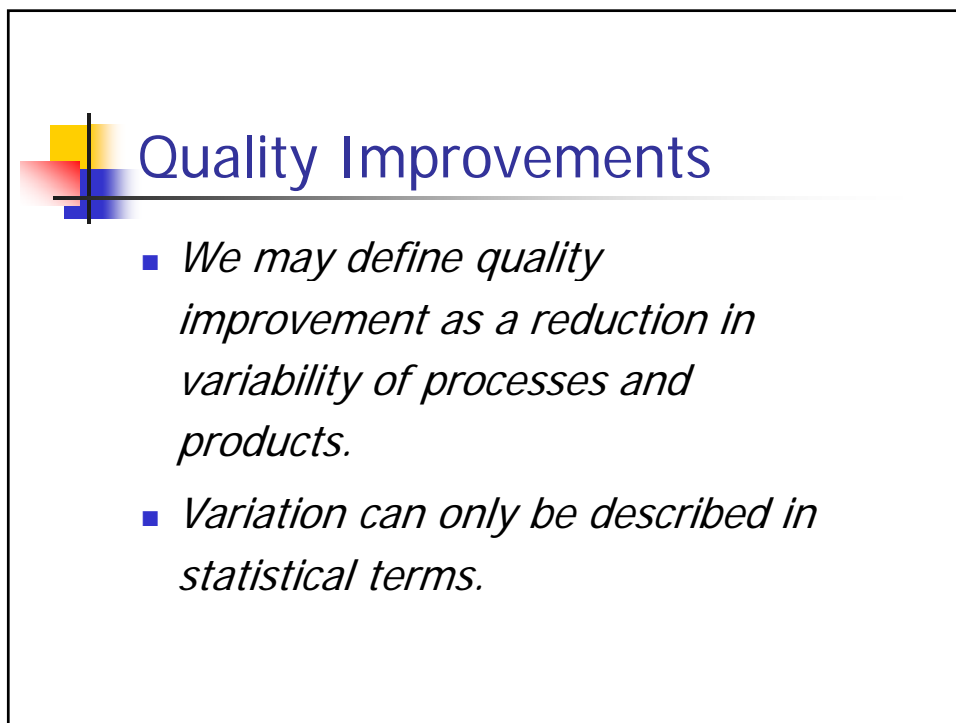 Quality Improvements
We may define quality
improvement as a reduction in
variability of processes and
products.
Variation can only be described in
statistical terms.